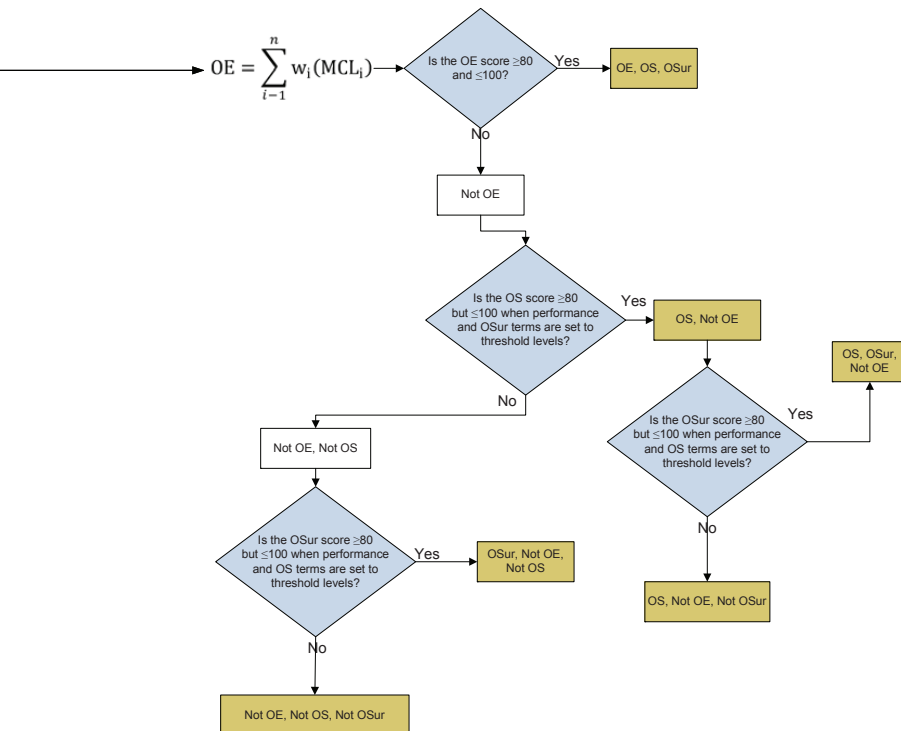 OE = \sum_{i-1}^{n} w_i(MCL_i)
Is the OE score ≥80
and ≤100?
Yes
OE, OS, OSur
No
Not OE
Is the OS score ≥80
but ≤100 when performance
and OSur terms are set to
threshold levels?
Yes
OS, Not OE
OS, OSur,
Not OE
Is the OSur score ≥80
but ≤100 when performance
and OS terms are set to
threshold levels?
Yes
No
OS, Not OE, Not OSur
No
Not OE, Not OS
Is the OSur score ≥80
but ≤100 when performance
and OS terms are set to
threshold levels?
Yes
OSur, Not OE,
Not OS
No
Not OE, Not OS, Not OSur